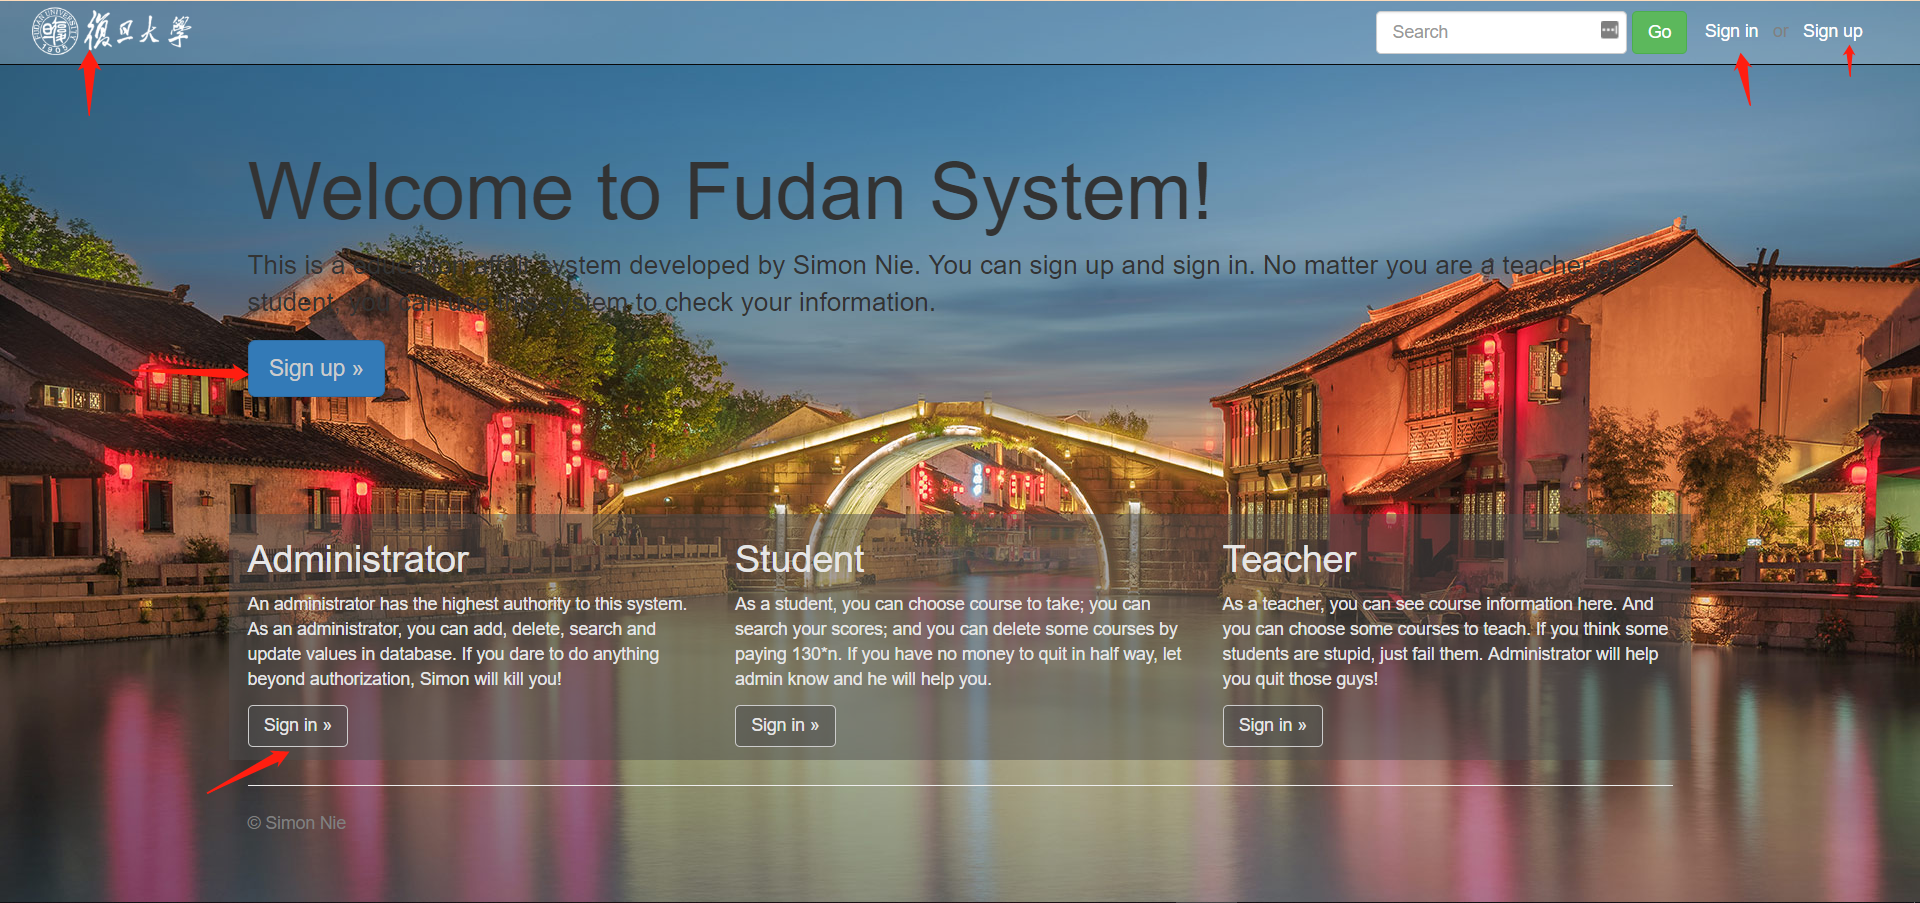 復旦大學
FUDAN UNIVERSITY
1905
Search
Go
Sign in or Sign up
Welcome to Fudan System!
This is a system developed by Simon Nie. You can sign up and sign in. No matter you are a teacher or a
student, you can use this system to check your information.
Sign up »
Administrator
An administrator has the highest authority to this system.
As an administrator, you can add, delete, search and
update values in database. If you dare to do anything
beyond authorization, Simon will kill you!
Sign in »
Student
As a student, you can choose course to take; you can
search your scores; and you can delete some courses by
paying 130*n. If you have no money to quit in half way, let
admin know and he will help you.
Sign in »
Teacher
As a teacher, you can see course information here. And
you can choose some courses to teach. If you think some
students are stupid, just fail them. Administrator will help
you quit those guys!
Sign in »
© Simon Nie